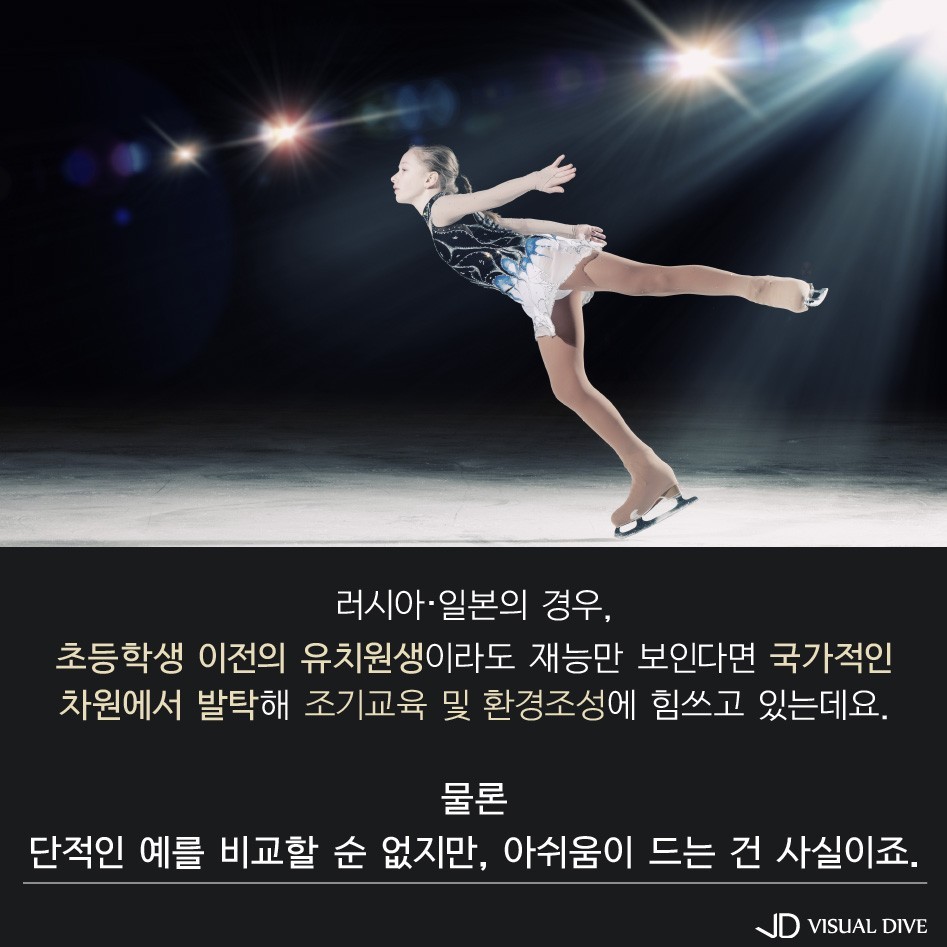 러시아·일본의 경우,
초등학생 이전의 유치원생이라도 재능만 보인다면 국가적인
차원에서 발탁해 조기교육 및 환경조성에 힘쓰고 있는데요.
물론
단적인 예를 비교할 순 없지만, 아쉬움이 드는 건 사실이죠.
VD VISUAL DIVE